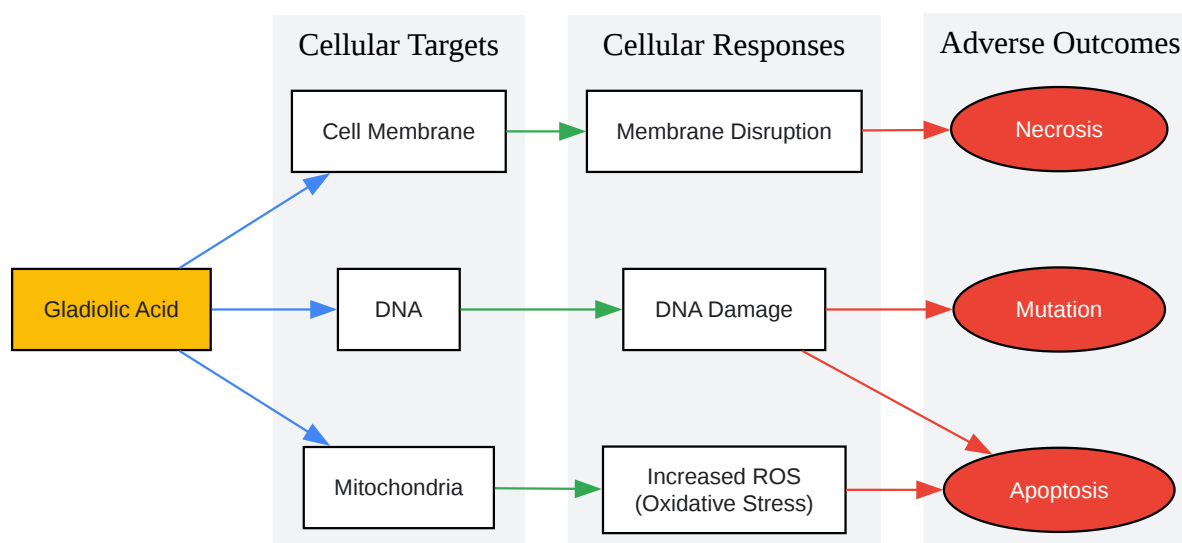 Cellular Targets
Cellular Responses
Adverse Outcomes
Cell Membrane
Membrane Disruption
Necrosis
Gladiolic Acid
DNA
DNA Damage
Mutation
Mitochondria
Increased ROS
(Oxidative Stress)
Apoptosis